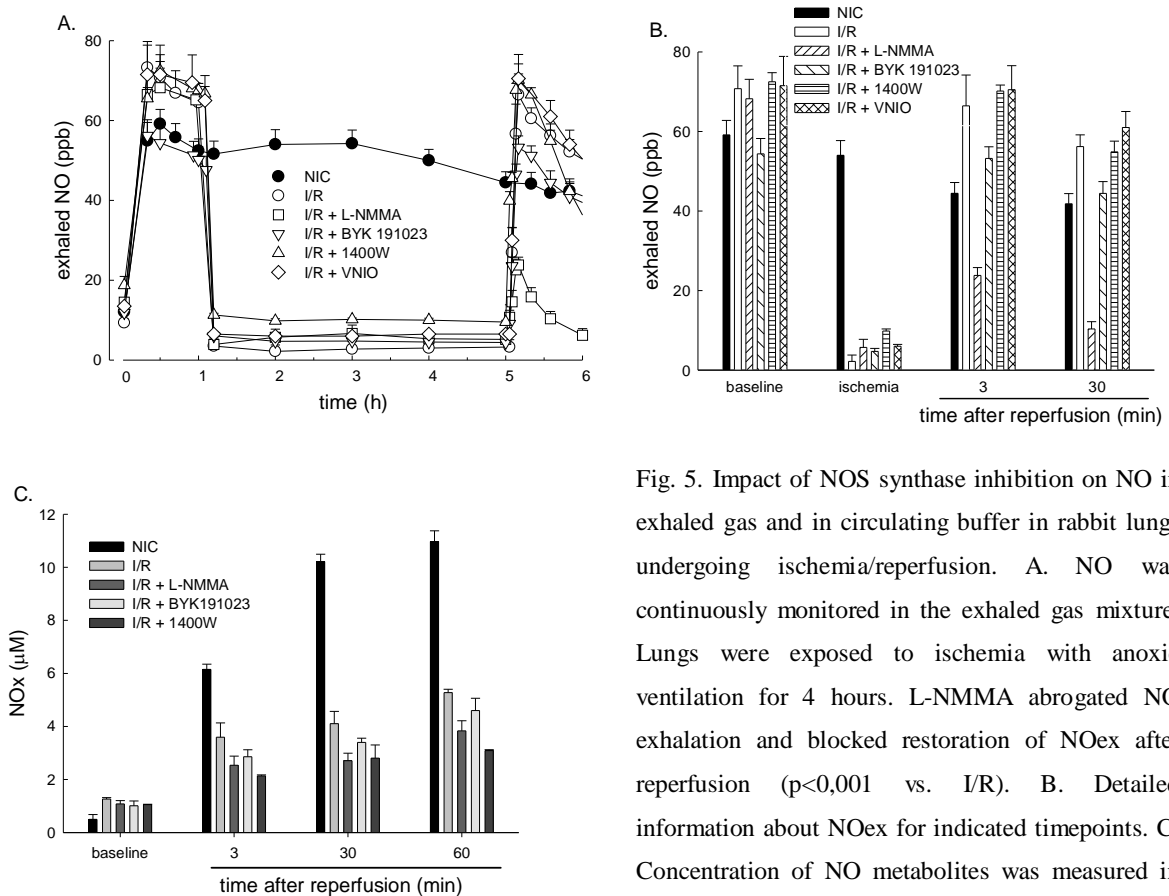 A.
80
60
40
20
0
exhaled NO (ppb)
NIC
I/R
I/R + L-NMMA
I/R + BYK 191023
I/R + 1400W
I/R + VNIO
0 1 2 3 4 5 6
time (h)
B.
NIC
I/R
I/R + L-NMMA
I/R + BYK 191023
I/R + 1400W
I/R + VNIO
80
60
40
20
0
exhaled NO (ppb)
baseline ischemia 3 30
time after reperfusion (min)
C.
12
10
8
6
4
2
0
NOx (μM)
NIC
I/R
I/R + L-NMMA
I/R + BYK191023
I/R + 1400W
baseline 3 30 60
time after reperfusion (min)
Fig. 5. Impact of NOS synthase inhibition on NO in
exhaled gas and in circulating buffer in rabbit lung
undergoing ischemia/reperfusion. A. NO wa
continuously monitored in the exhaled gas mixture
Lungs were exposed to ischemia with anoxi
ventilation for 4 hours. L-NMMA abrogated NO
exhalation and blocked restoration of NOex afte
reperfusion (p<0,001 vs. I/R). B. Detailed
information about NOex for indicated timepoints. C
Concentration of NO metabolites was measured in